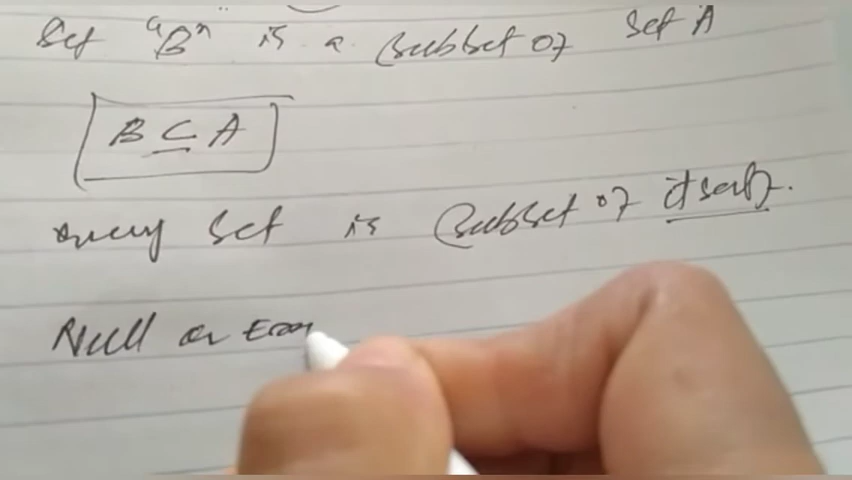 Set "B" is a subset of Set A
B ⊆ A
every Set is subset of itself.
Null or